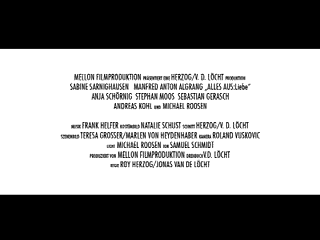 MELLON FILMPRODUKTION PRÄSENTIERT EINE HERZOG/V. D. LÖCHT PRODUKTION
SABINE SARNIGHAUSEN MANFRED ANTON ALGRANG „ALLES AUS:Liebe"
ANJA SCHÖRNIG STEPHAN MOOS SEBASTIAN GERASCH
ANDREAS KOHL UND MICHAEL ROOSEN
MUSIK FRANK HELFER KOSTÜMBILD NATALIE SCHUST SCHNITT HERZOG/V. D. LÖCHT
SZENENBILD TERESA GROSSER/MARLEN VON HEYDENHABER KAMERA ROLAND VUSKOVIC
LICHT MICHAEL ROOSEN TON SAMUEL SCHMIDT
PRODUZIERT VON MELLON FILMPRODUKTION DREHBUCH V.D. LÖCHT
REGIE ROY HERZOG/JONAS VAN DE LÖCHT